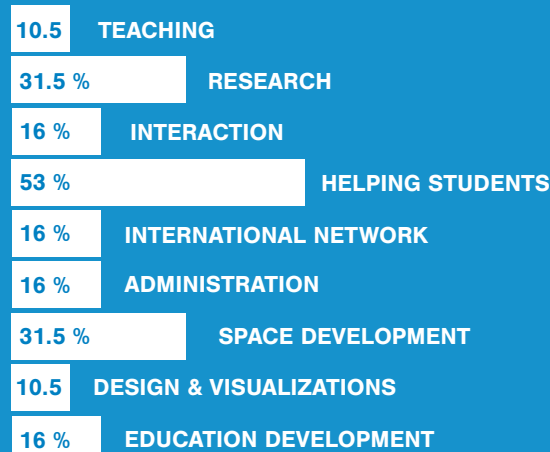 10.5 TEACHING
31.5 % RESEARCH
16 % INTERACTION
53 % HELPING STUDENTS
16 % INTERNATIONAL NETWORK
16 % ADMINISTRATION
31.5 % SPACE DEVELOPMENT
10.5 DESIGN & VISUALIZATIONS
16 % EDUCATION DEVELOPMENT